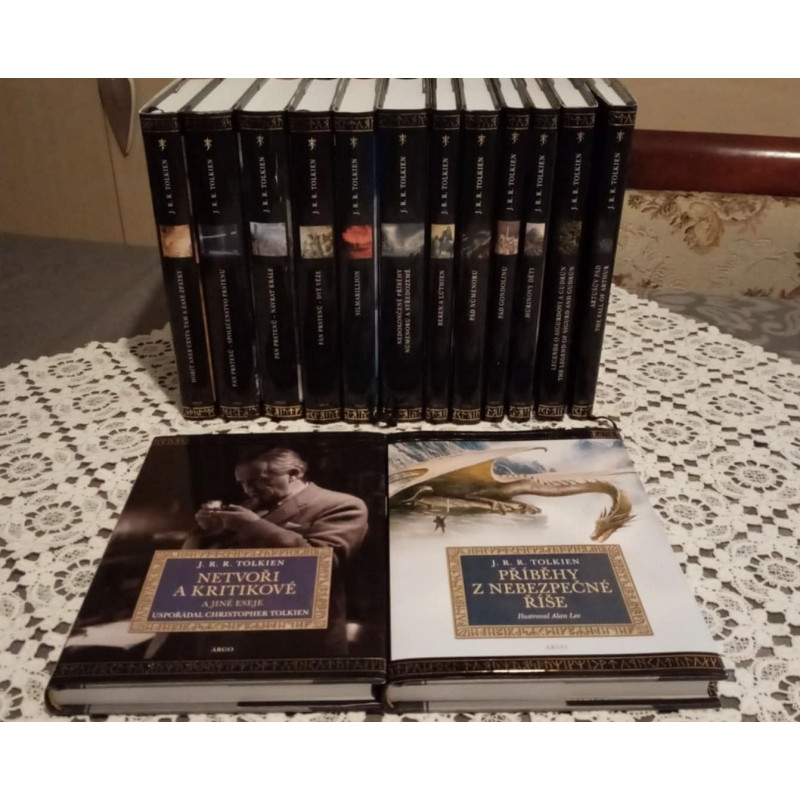 J. R. R. TOLKIEN
HOBIT ANEB CESTA TAM A ZASE ZPÁTKY
J. R. R. TOLKIEN
PÁN PRSTENŮ - SPOLEČENSTVO PRSTENU
J. R. R. TOLKIEN
PÁN PRSTENŮ - NÁVRAT KRÁLE
J. R. R. TOLKIEN
PÁN PRSTENŮ - DVĚ VĚŽE
J. R. R. TOLKIEN
SILMARILLION
J. R. R. TOLKIEN
NEDOKONČENÉ PŘÍBĚHY
NÚMENORU A STŘEDOZEMĚ
J. R. R. TOLKIEN
BEREN A LÚTHIEN
J. R. R. TOLKIEN
PÁD NÚMENORU
J. R. R. TOLKIEN
PÁD GONDOLINU
J. R. R. TOLKIEN
HÚRINOVY DĚTI
J. R. R. TOLKIEN
LEGENDA O SIGURDOVI A GUDRÚN
THE LEGEND OF SIGURD AND GUDRÚN
J. R. R. TOLKIEN
ARTUŠŮV PÁD
THE FALL OF ARTHUR
J. R. R. TOLKIEN
NETVOŘI
A KRITIKOVÉ
A JINÉ ESEJE
USPOŘÁDAL CHRISTOPHER TOLKIEN
ARGO
J. R. R. TOLKIEN
PŘÍBĚHY
Z NEBEZPEČNÉ
ŘÍŠE
Ilustroval Alan Lee
ARGO